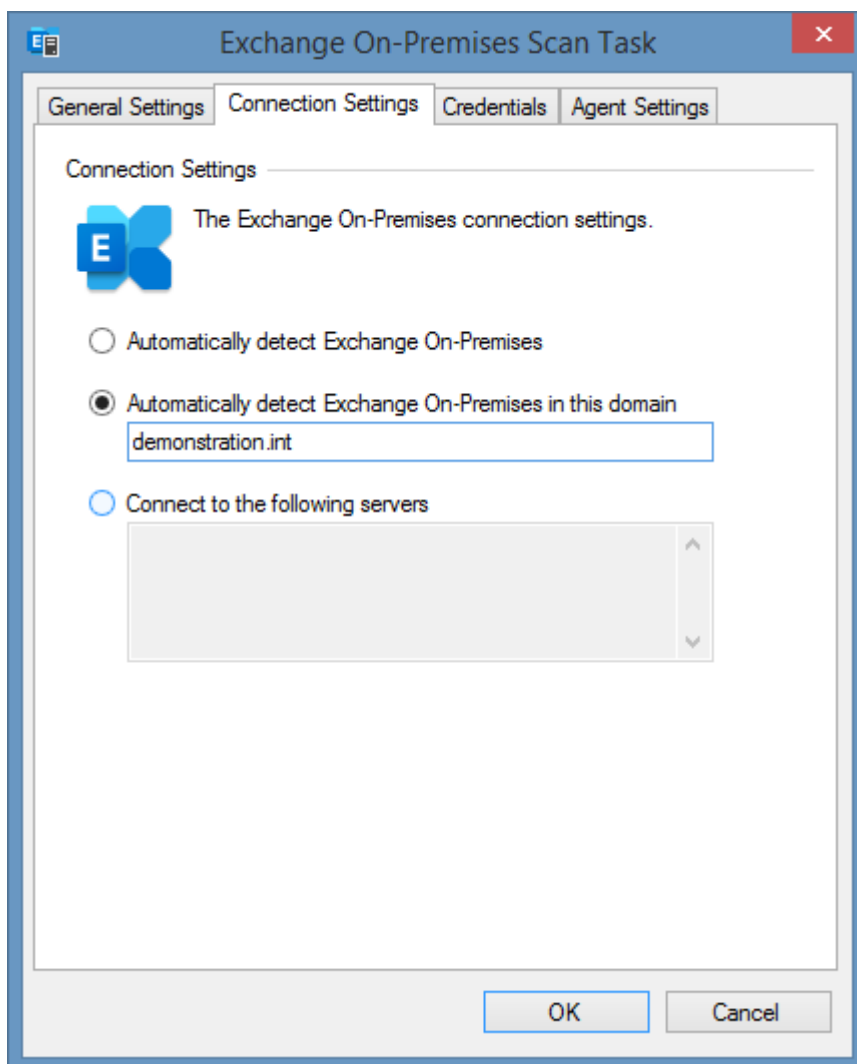 Exchange On-Premises Scan Task
General Settings
Connection Settings
Credentials
Agent Settings
Connection Settings
E
The Exchange On-Premises connection settings.
Automatically detect Exchange On-Premises
Automatically detect Exchange On-Premises in this domain
demonstration.int
Connect to the following servers
OK
Cancel